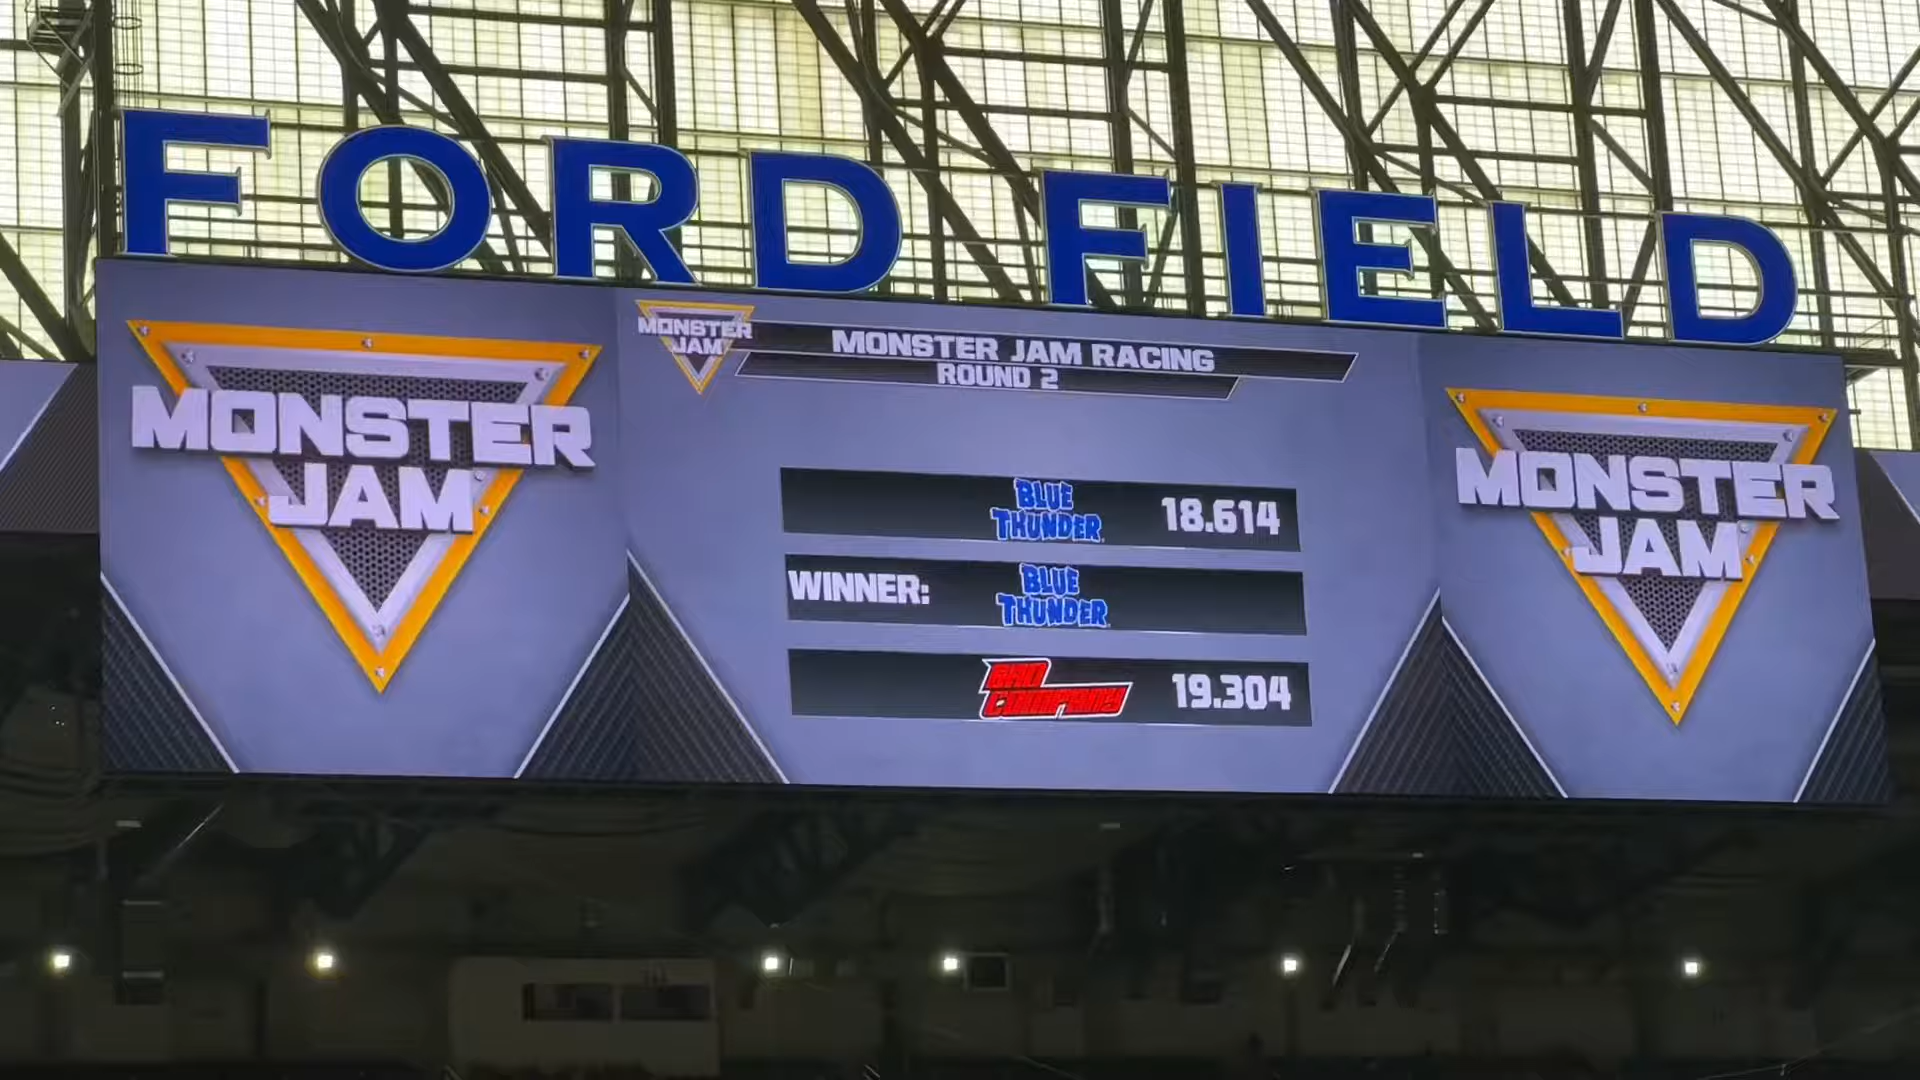 FORD FIELD
MONSTER
JAM
MONSTER
JAM
MONSTER JAM RACING
ROUND 2
BLUE
THUNDER
18.614
WINNER:
BLUE
THUNDER
BAD
COMPANY
19.304
MONSTER
JAM